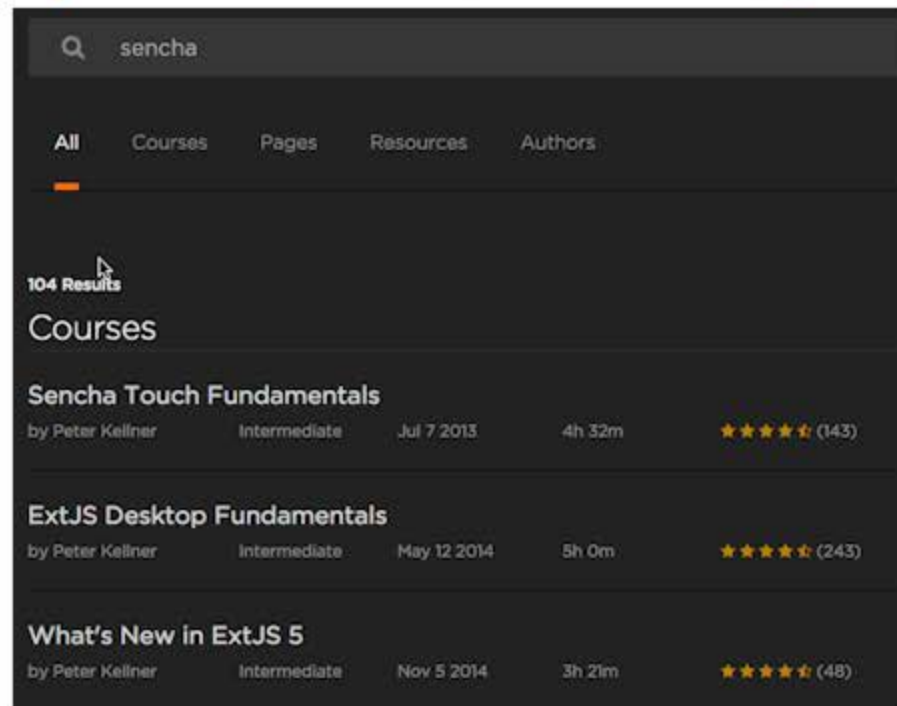 sencha
All Courses Pages Resources Authors
104 Results
Courses
Sencha Touch Fundamentals
by Peter Kellner Intermediate Jul 7 2013 4h 32m (143)
ExtJS Desktop Fundamentals
by Peter Kellner Intermediate May 12 2014 5h 0m (243)
What's New in ExtJS 5
by Peter Kellner Intermediate Nov 5 2014 3h 21m (48)